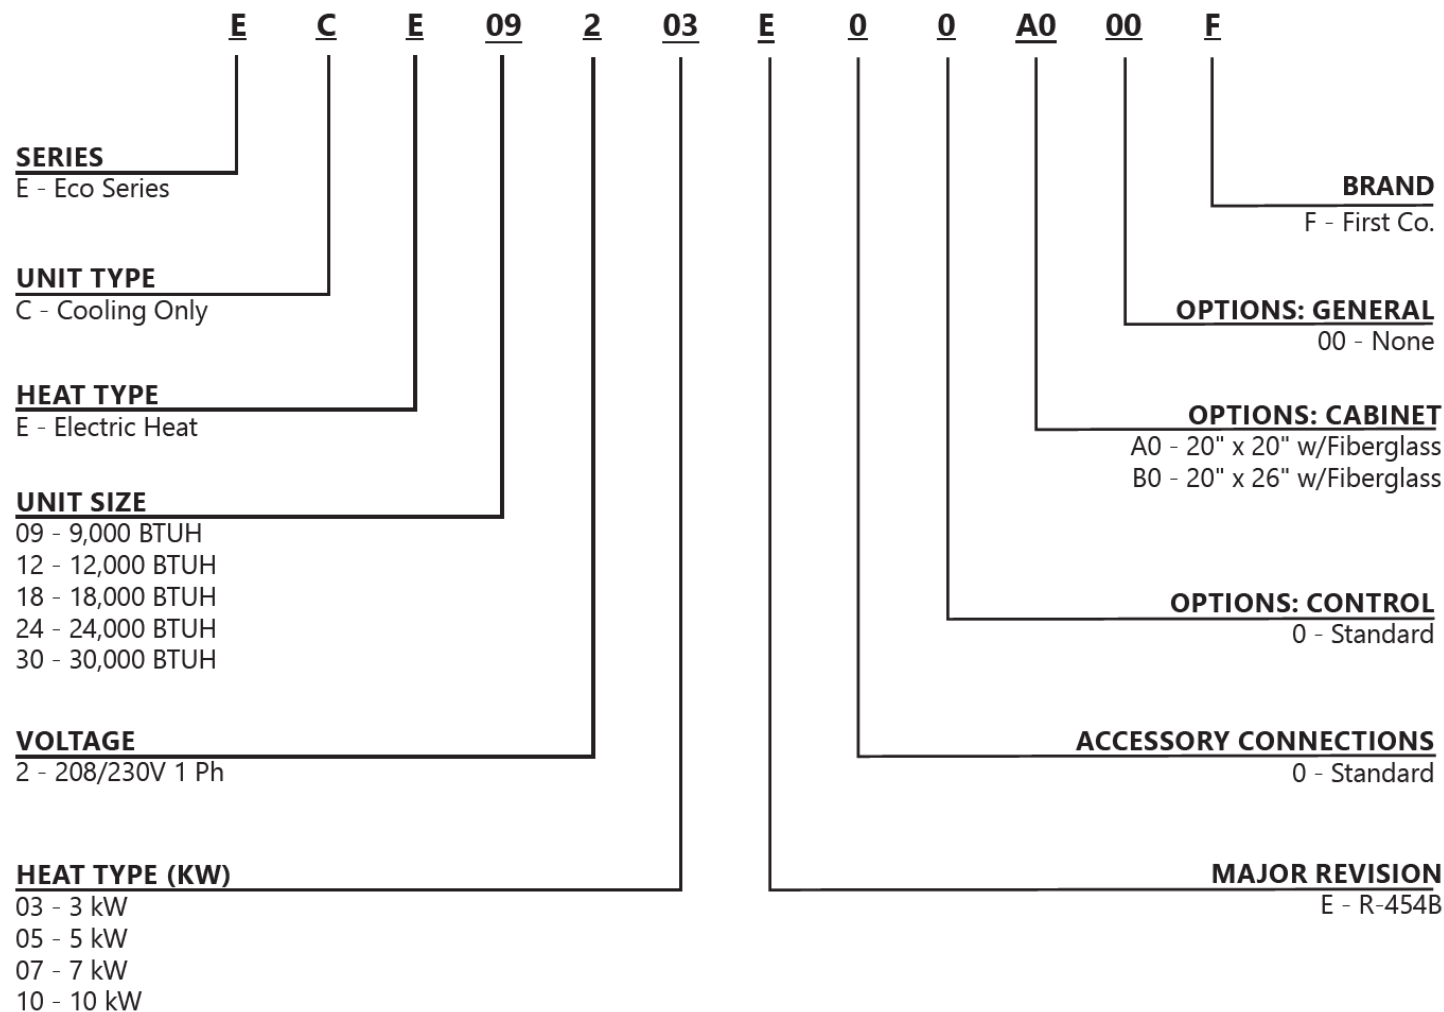 E C E 09 2 03 E 0 0 A0 00 F
SERIES
E - Eco Series
UNIT TYPE
C - Cooling Only
HEAT TYPE
E - Electric Heat
UNIT SIZE
09 - 9,000 BTUH
12 - 12,000 BTUH
18 - 18,000 BTUH
24 - 24,000 BTUH
30 - 30,000 BTUH
VOLTAGE
2 - 208/230V 1 Ph
HEAT TYPE (KW)
03 - 3 kW
05 - 5 kW
07 - 7 kW
10 - 10 kW
BRAND
F - First Co.
OPTIONS: GENERAL
00 - None
OPTIONS: CABINET
A0 - 20" x 20" w/Fiberglass
B0 - 20" x 26" w/Fiberglass
OPTIONS: CONTROL
0 - Standard
ACCESSORY CONNECTIONS
0 - Standard
MAJOR REVISION
E - R-454B